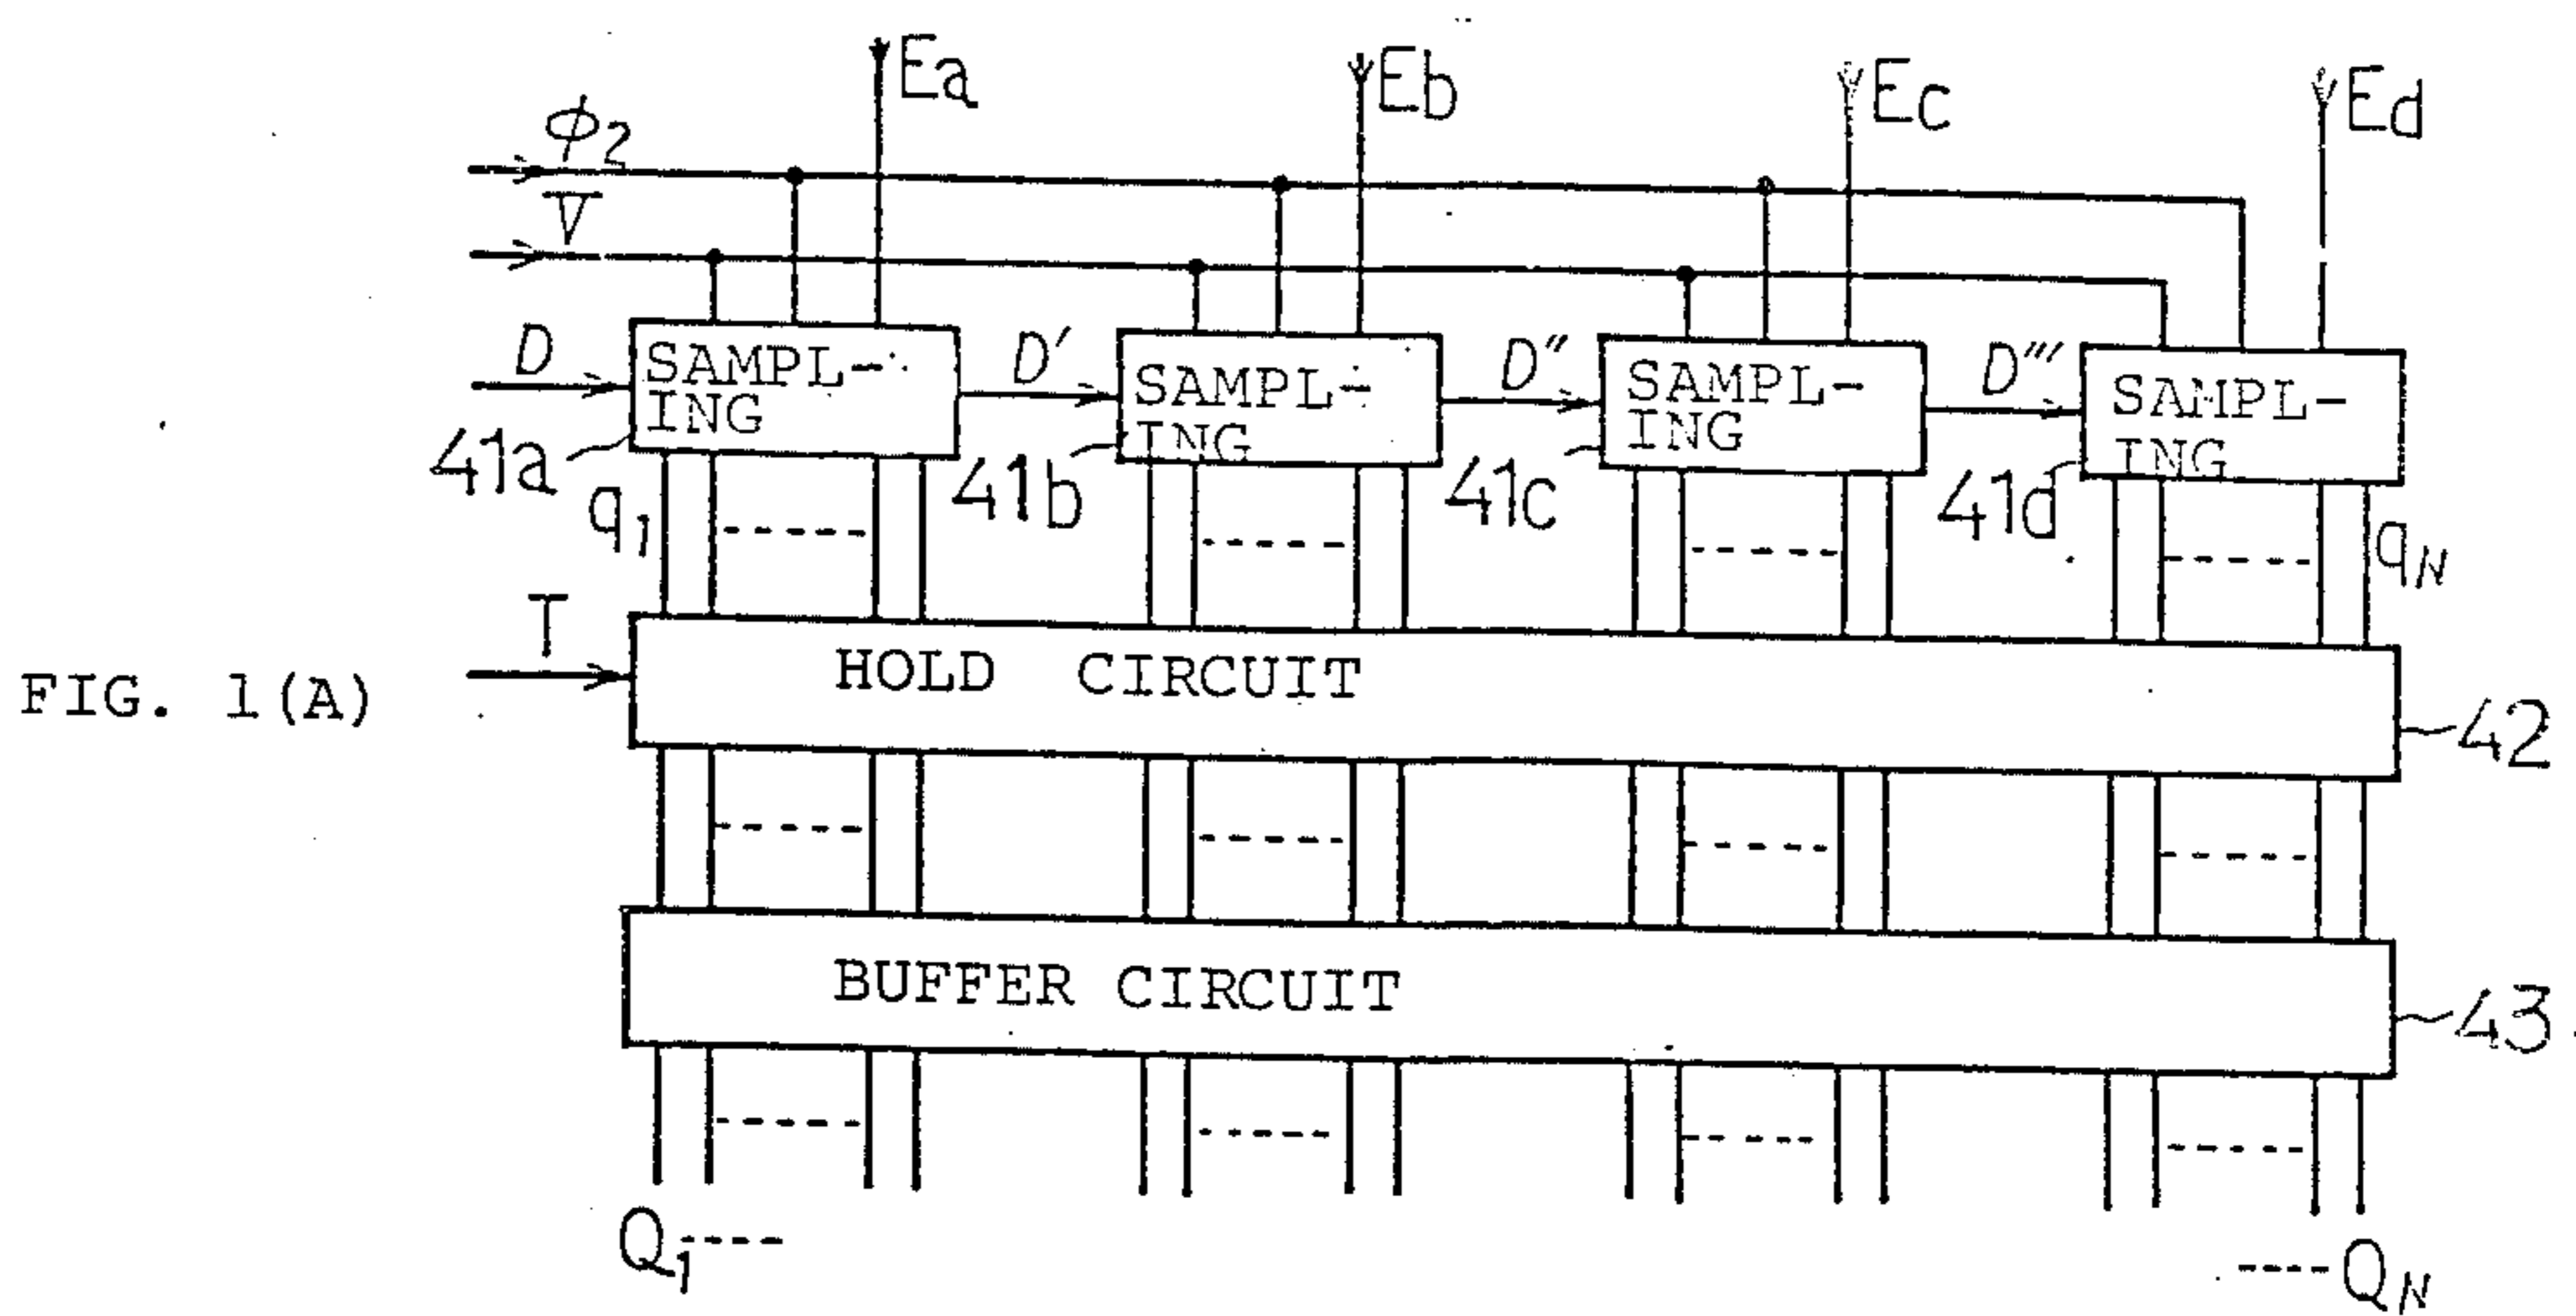 Ea
Eb
Ec
Ed
ϕ2
V
D
SAMPL-
ING
D′
SAMPL-
ING
D″
SAMPL-
ING
D‴
SAMPL-
ING
41a
41b
41c
41d
q1
qN
T
FIG. 1(A)
HOLD CIRCUIT
42
BUFFER CIRCUIT
43
Q1----
----QN